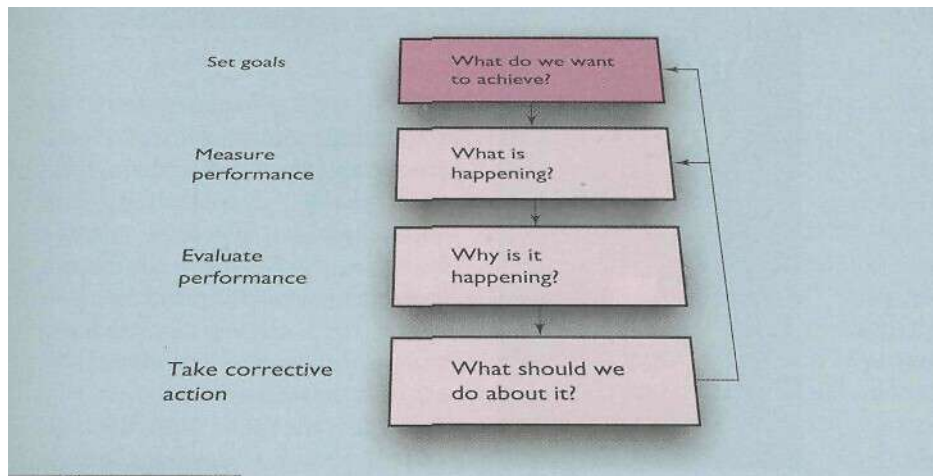 Set goals
What do we want
to achieve?
Measure
performance
What is
happening?
Evaluate
performance
Why is it
happening?
Take corrective
action
What should we
do about it?